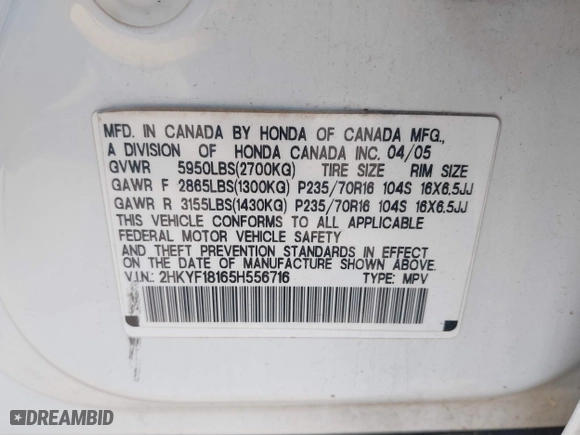 MFD. IN CANADA BY HONDA OF CANADA MFG.,
A DIVISION OF HONDA CANADA INC. 04/05
GVWR 5950LBS(2700KG) TIRE SIZE RIM SIZE
GAWR F 2865LBS(1300KG) P235/70R16 104S 16X6.5JJ
GAWR R 3155LBS(1430KG) P235/70R16 104S 16X6.5JJ
THIS VEHICLE CONFORMS TO ALL APPLICABLE
FEDERAL MOTOR VEHICLE SAFETY
AND THEFT PREVENTION STANDARDS IN EFFECT
ON THE DATE OF MANUFACTURE SHOWN ABOVE.
V.I.N.: 2HKYF18165H556716 TYPE: MPV
DREAMBID